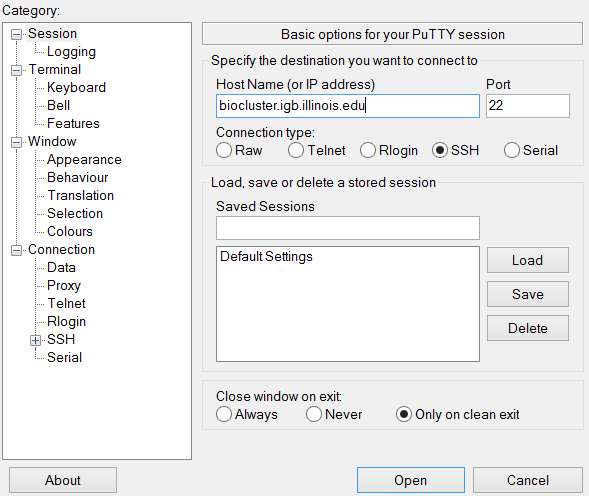 Category:
Session
Logging
Terminal
Keyboard
Bell
Features
Window
Appearance
Behaviour
Translation
Selection
Colours
Connection
Data
Proxy
Telnet
Rlogin
SSH
Serial
Basic options for your PuTTY session
Specify the destination you want to connect to
Host Name (or IP address) Port
biocluster.igb.illinois.edu 22
Connection type:
Raw Telnet Rlogin SSH Serial
Load, save or delete a stored session
Saved Sessions
Default Settings
Load
Save
Delete
Close window on exit:
Always Never Only on clean exit
About Open Cancel